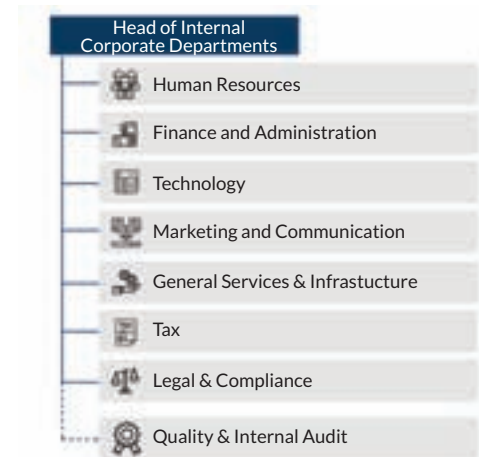 Head of Internal
Corporate Departments
Human Resources
Finance and Administration
Technology
Marketing and Communication
General Services & Infrastucture
Tax
Legal & Compliance
Quality & Internal Audit